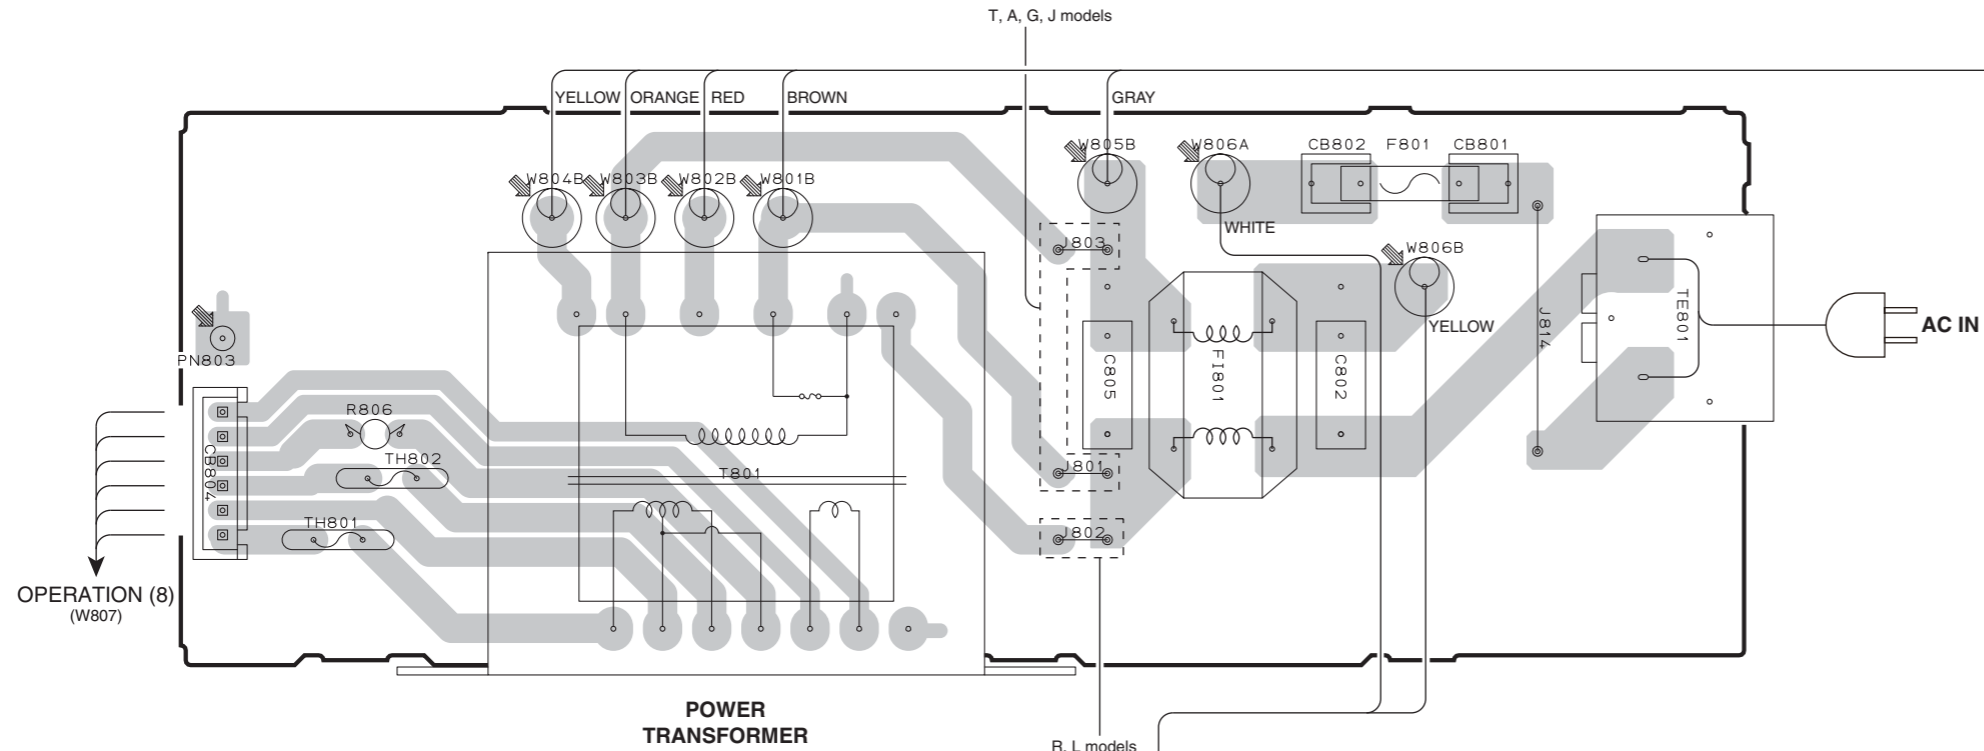 T, A, G, J models
YELLOW ORANGE RED BROWN GRAY
W805B W806A CB802 F801 CB801
W804B W803B W802B W801B
WHITE
J803
W806B
YELLOW
PN803
TE801
AC IN
J814
C805 FI801 C802
R806
CB804
TH802
T801
J801
TH801
J802
OPERATION (8)
(W807)
POWER
TRANSFORMER
R, L models